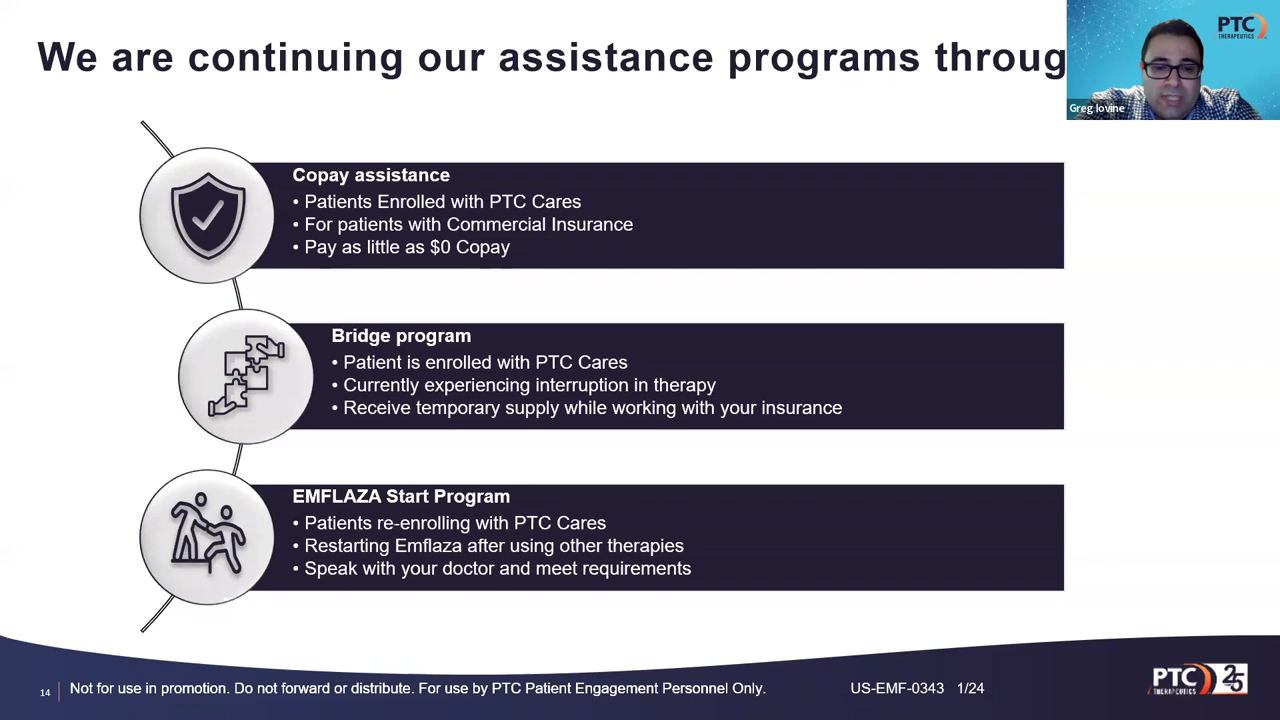 We are continuing our assistance programs throug
PTC
THERAPEUTICS
Greg Iovine
Copay assistance
• Patients Enrolled with PTC Cares
• For patients with Commercial Insurance
• Pay as little as $0 Copay
Bridge program
• Patient is enrolled with PTC Cares
• Currently experiencing interruption in therapy
• Receive temporary supply while working with your insurance
EMFLAZA Start Program
• Patients re-enrolling with PTC Cares
• Restarting Emflaza after using other therapies
• Speak with your doctor and meet requirements
14
Not for use in promotion. Do not forward or distribute. For use by PTC Patient Engagement Personnel Only.
US-EMF-0343 1/24
PTC
THERAPEUTICS
25